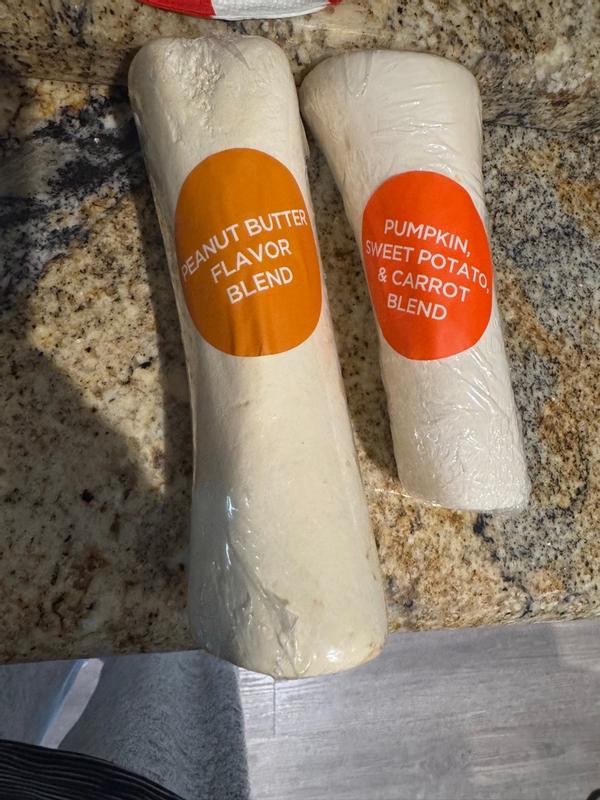 PEANUT BUTTER
FLAVOR
BLEND
PUMPKIN,
SWEET POTATO,
& CARROT
BLEND